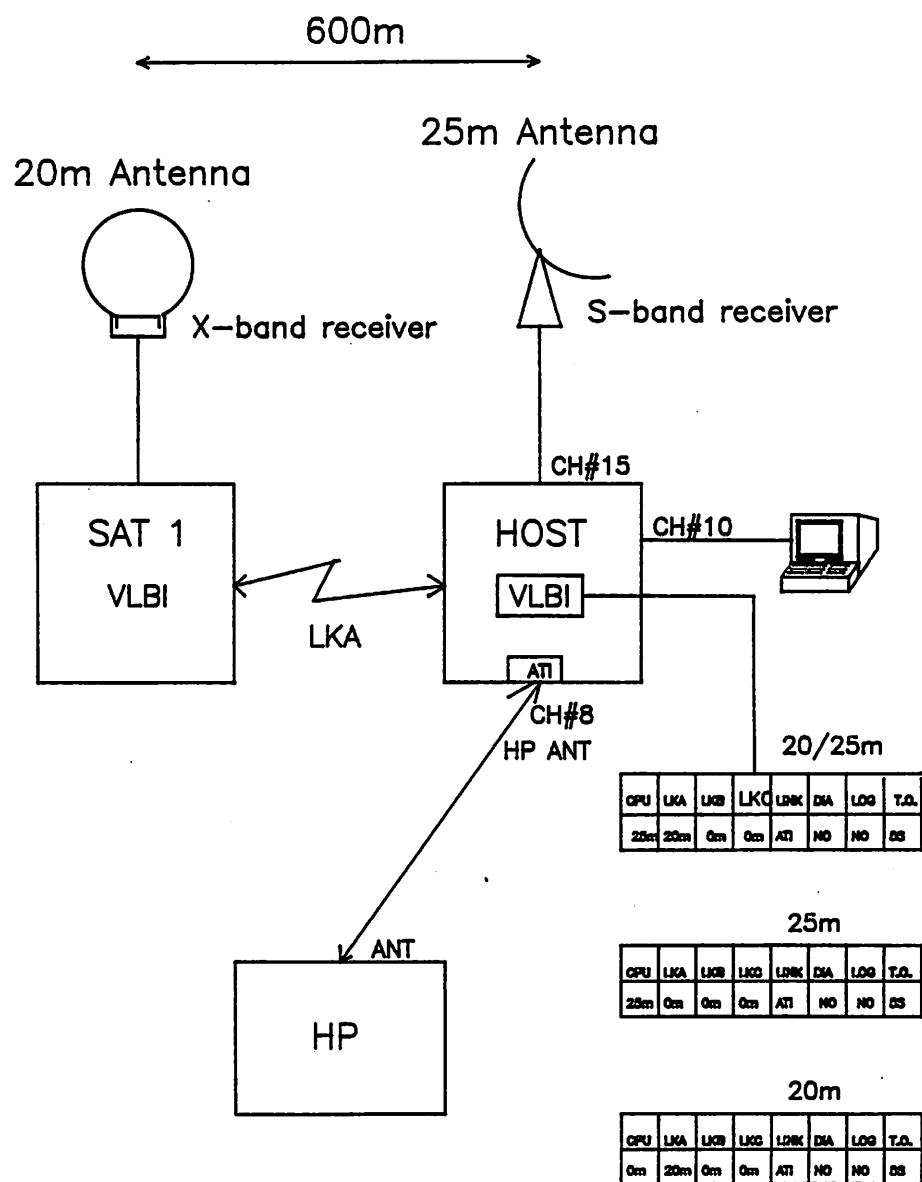 600m
25m Antenna
20m Antenna
X-band receiver
S-band receiver
CH#15
SAT 1
VLBI
HOST
VLBI
CH#10
LKA
ATI
CH#8
HP ANT
20/25m
CPU LKA LKB LKC LINK DIA LOG T.O.
25m 20m 0m 0m ATI NO NO
25m
CPU LKA LKB LKC LINK DIA LOG T.O.
25m 0m 0m 0m ATI NO NO
ANT
HP
20m
CPU LKA LKB LKC LINK DIA LOG T.O.
0m 20m 0m 0m ATI NO NO